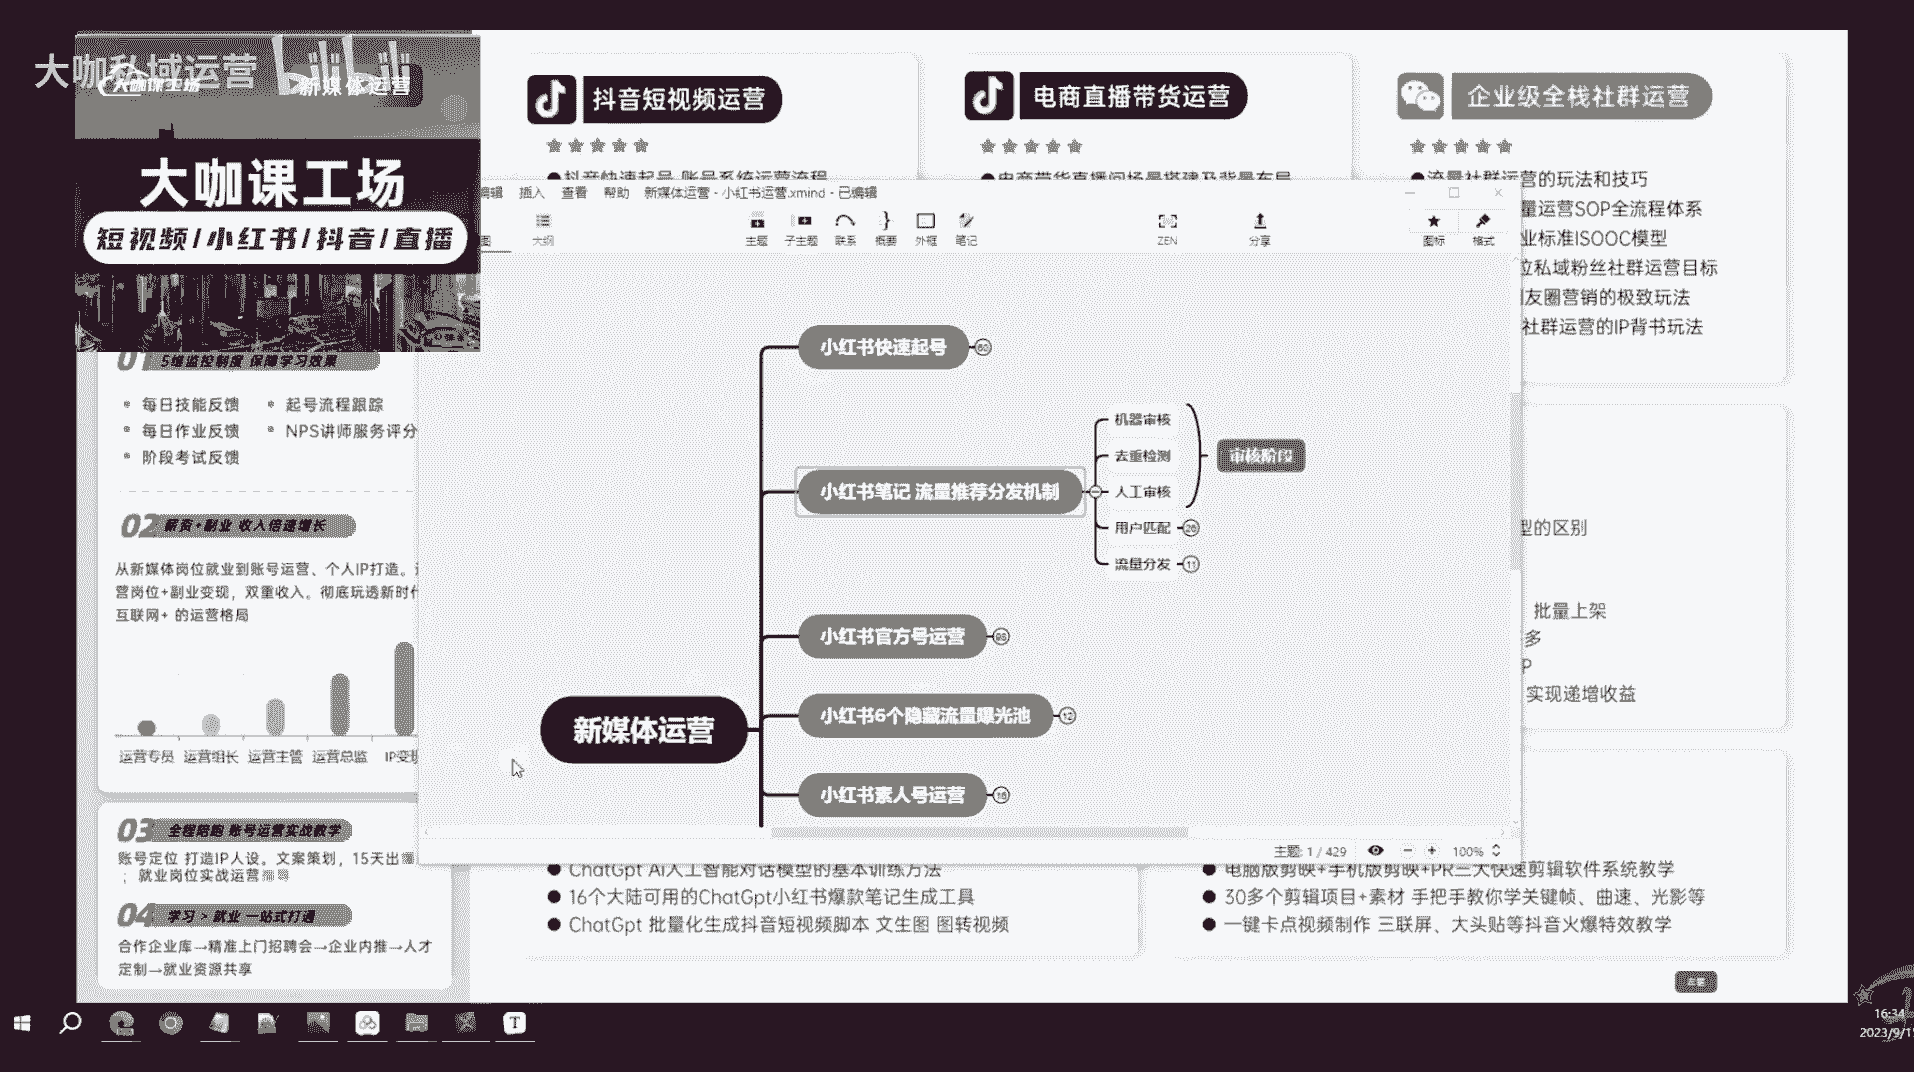 大咖私域运营
大咖课工场
新媒体运营
大咖课工场
短视频/小红书/抖音/直播
抖音短视频运营
电商直播带货运营
企业级全栈社群运营
抖音快速起号 账号系统运营流程
电商带货直播间场景搭建及背景布局
流量社群运营的玩法和技巧
量运营SOP全流程体系
业标准ISOOC模型
位私域粉丝社群运营目标
友圈营销的极致玩法
社群运营的IP背书玩法
编辑 插入 查看 帮助 新媒体运营 - 小红书运营.xmind - 已编辑
大纲 主题 子主题 联系 概要 外框 笔记 ZEN 分享 图标 格式
小红书快速起号
小红书笔记 流量推荐分发机制
机器审核
去重检测
人工审核
用户匹配 26
流量分发 11
审核阶段
小红书官方号运营
小红书6个隐藏流量曝光池 12
新媒体运营
小红书素人号运营 16
主题: 1 / 429 100%
01 5维监控制度 保障学习效果
每日技能反馈 起号流程跟踪
每日作业反馈 NPS讲师服务评分
阶段考试反馈
02 薪资+副业 收入倍速增长
从新媒体岗位就业到账号运营、个人IP打造。
营岗位+副业变现，双重收入。彻底玩透新时
互联网+ 的运营格局
运营专员 运营组长 运营主管 运营总监 IP变
03 全程陪跑 账号运营实战教学
账号定位 打造IP人设。文案策划，15天出
；就业岗位实战运营
04 学习 > 就业 一站式打通
合作企业库→精准上门招聘会→企业内推→人才
定制→就业资源共享
型的区别
批量上架
多
P
实现递增收益
ChatGpt AI人工智能对话模型的基本训练方法
16个大陆可用的ChatGpt小红书爆款笔记生成工具
ChatGpt 批量化生成抖音短视频脚本 文生图 图转视频
电脑版剪映+手机版剪映+PR三大快速剪辑软件系统教学
30多个剪辑项目+素材 手把手教你学关键帧、曲速、光影等
一键卡点视频制作 三联屏、大头贴等抖音火爆特效教学
16:34
2023/9/1